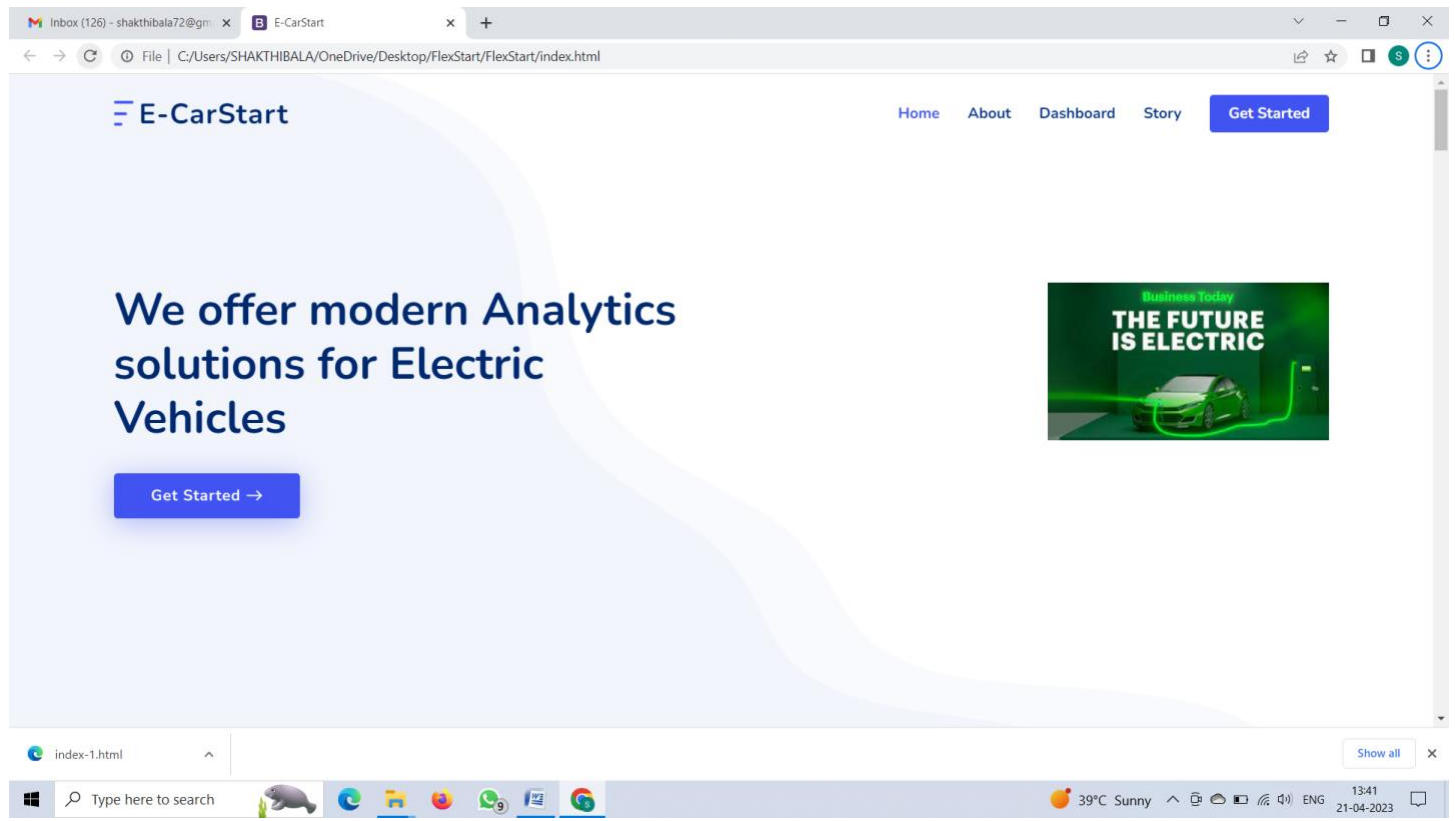 Inbox (126) - shakthibala72@gm
E-CarStart
File | C:/Users/SHAKTHIBALA/OneDrive/Desktop/FlexStart/FlexStart/index.html
S
E-CarStart
Home About Dashboard Story Get Started
We offer modern Analytics
solutions for Electric
Vehicles
Get Started →
Business Today
THE FUTURE
IS ELECTRIC
index-1.html
Show all
Type here to search
9
39°C Sunny
ENG
13:41
21-04-2023